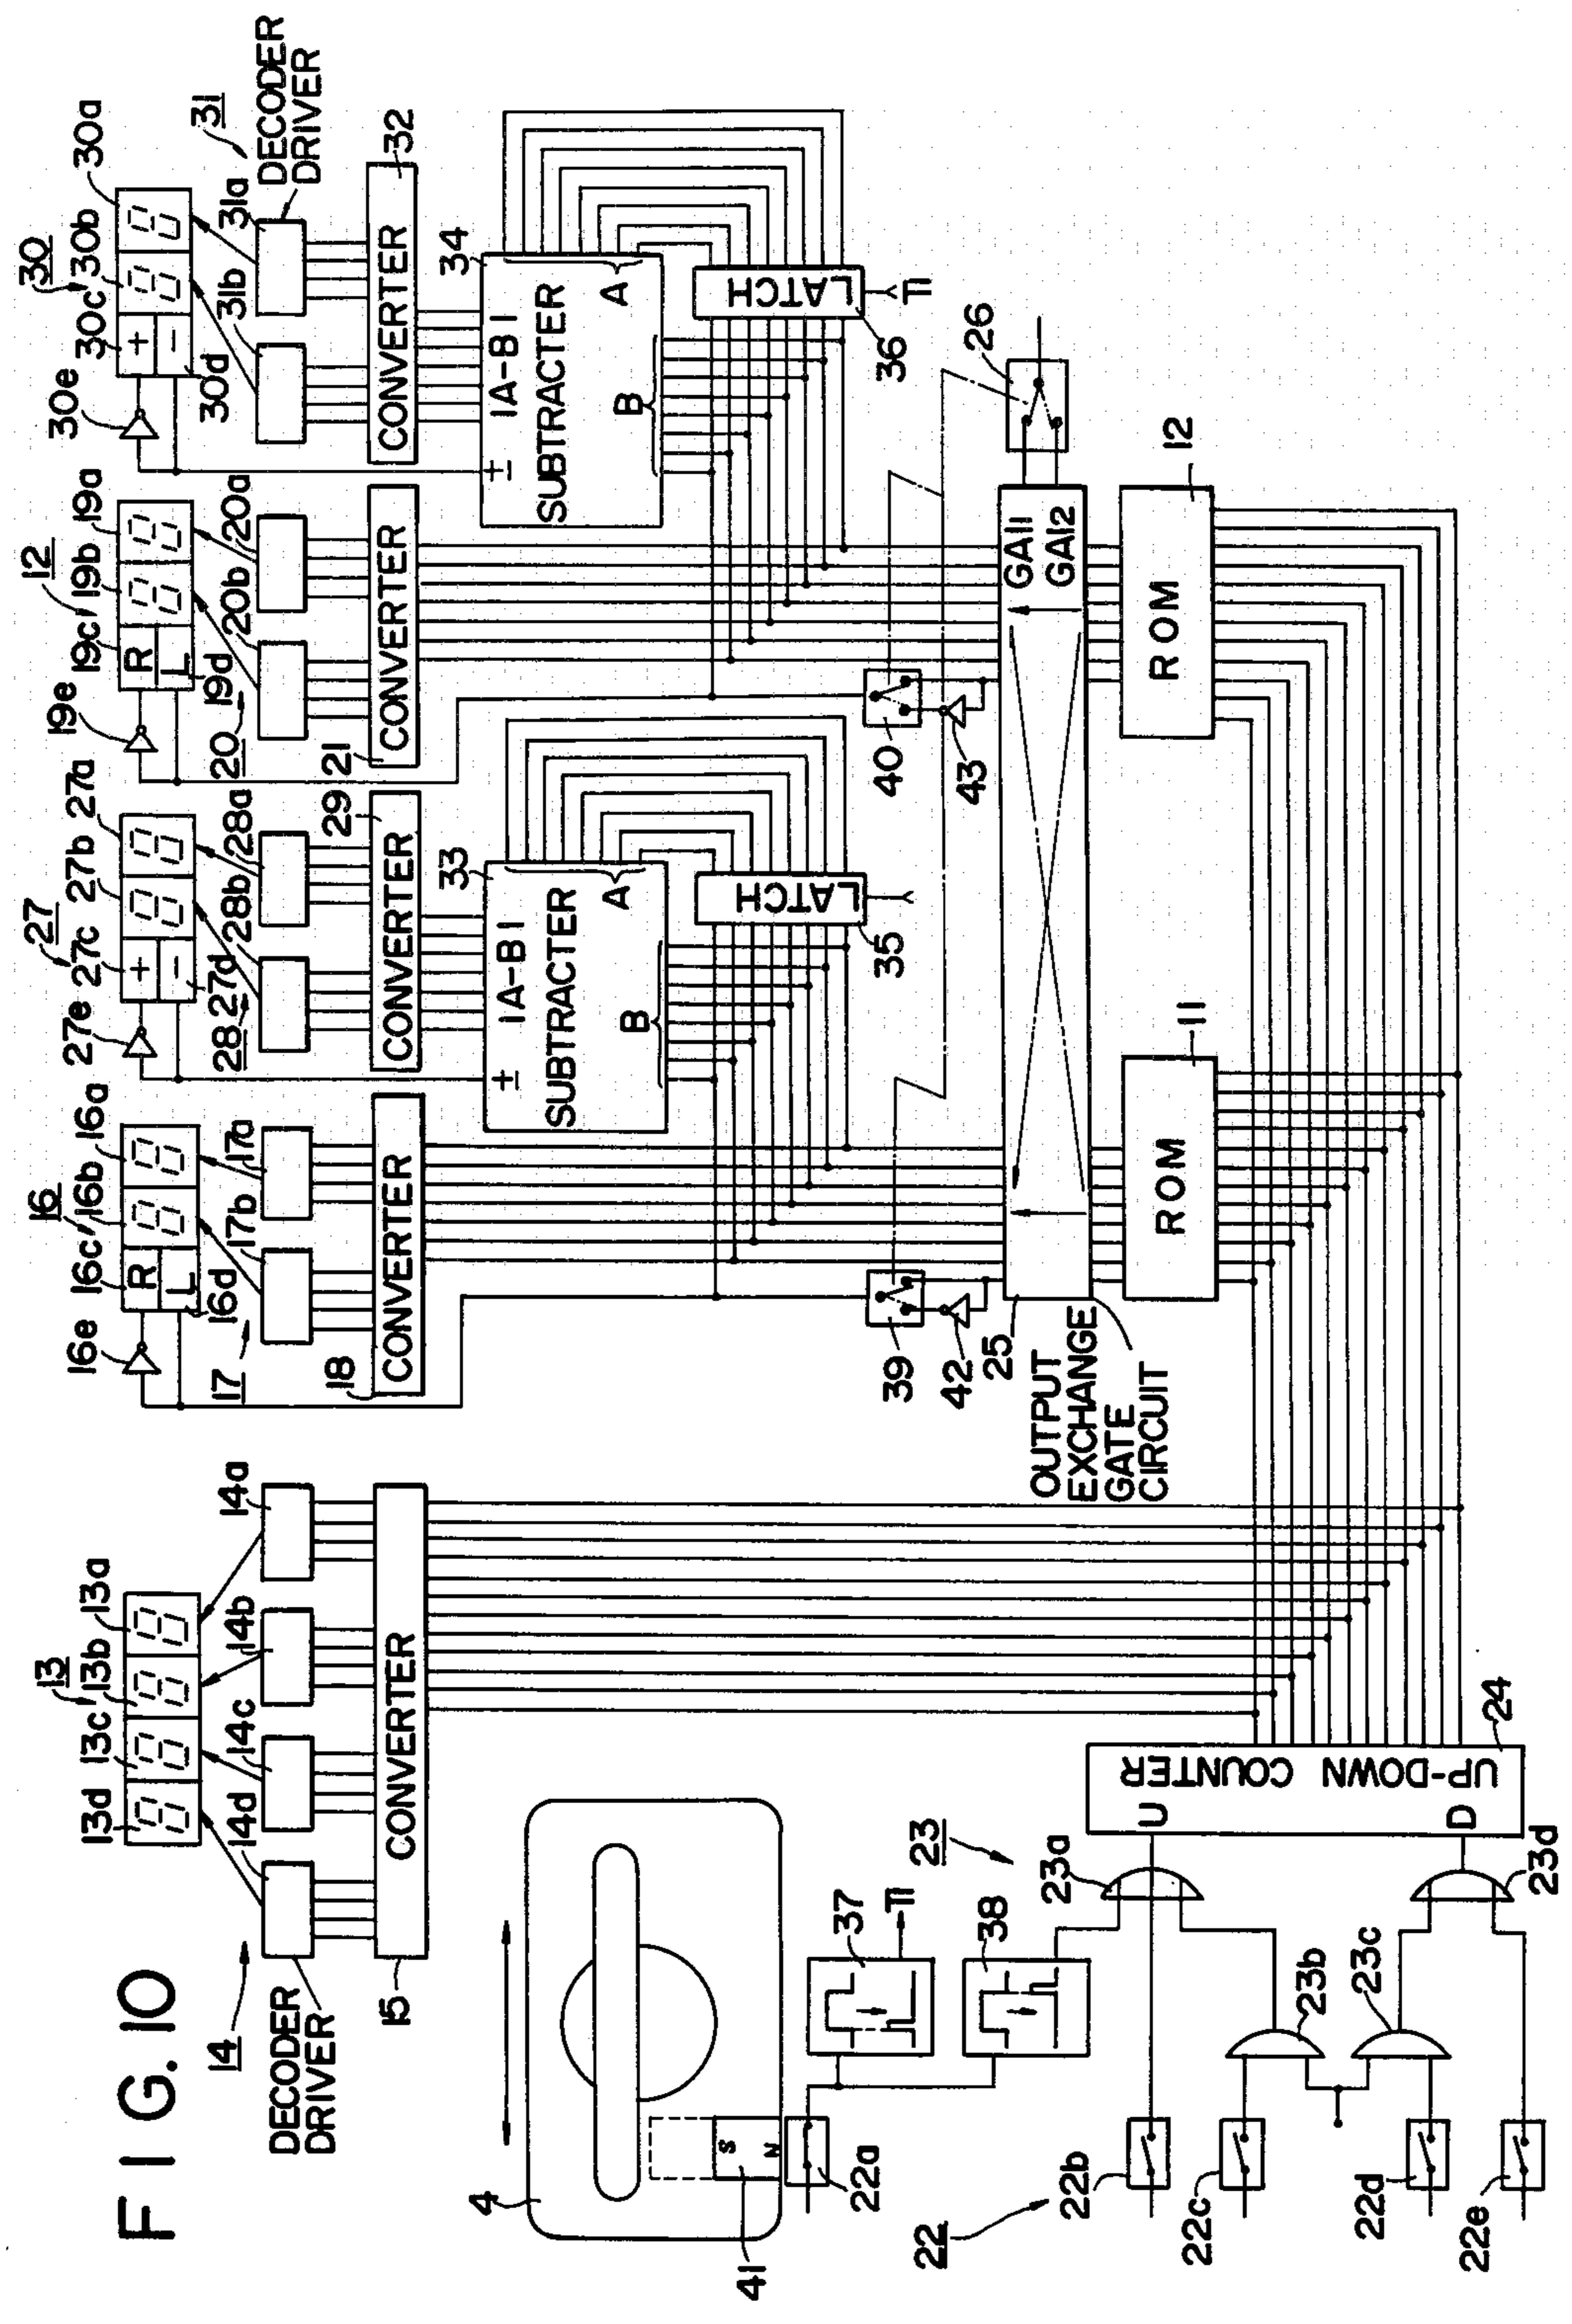 FIG. 10
13
13d 13c 13b 13a
14
14d 14c 14b 14a
DECODER
DRIVER
CONVERTER
15
16
16e 16c 16b 16a
R
L
16d
17
17b 17a
18
CONVERTER
27
27e 27c 27b 27a
+
−
27d
28
28b 28a
29
CONVERTER
12
19e 19c 19b 19a
R
L
19d
20
20b 20a
21
CONVERTER
30
30e 30c 30b 30a
+
−
30d
31
31b 31a
DECODER
DRIVER
32
CONVERTER
33
± |A-B|
SUBTRACTER
A
B
LATCH
35
34
± |A-B|
SUBTRACTER
A
B
LATCH
36
T1
4
S
N
41
22a
37
T1
38
39
42
40
43
26
25
OUTPUT
EXCHANGE
GATE
CIRCUIT
GA11
GA12
ROM
11
ROM
12
22
22b
22c
22d
22e
23
23a
23b
23c
23d
U
D
UP-DOWN COUNTER
24